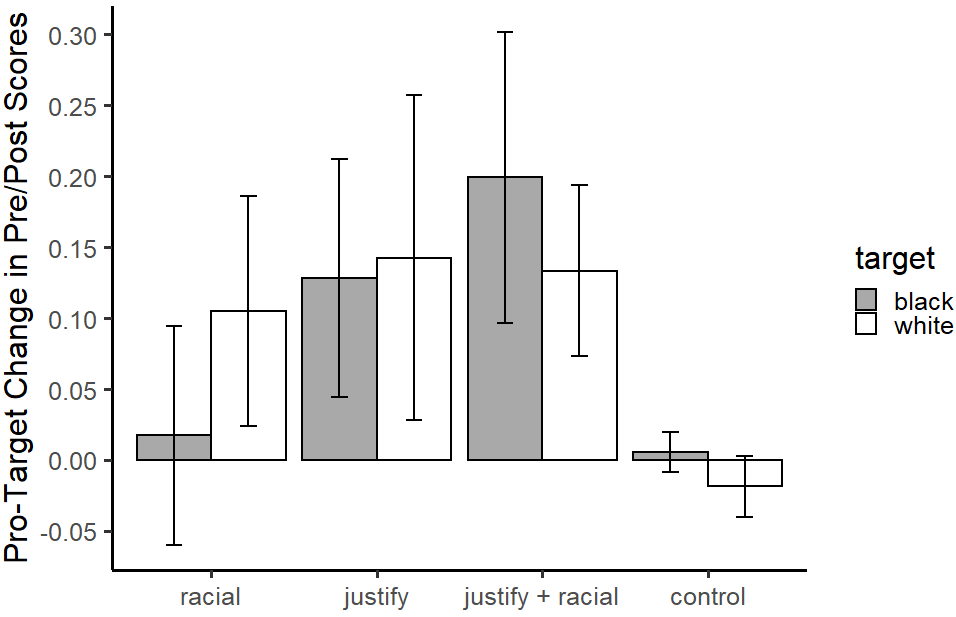 Pro-Target Change in Pre/Post Scores
0.30
0.25
0.20
0.15
0.10
0.05
0.00
-0.05
racial
justify
justify + racial
control
target
black
white